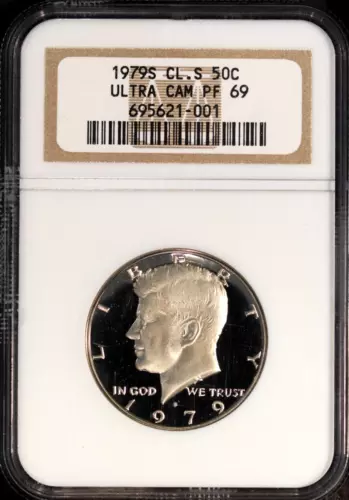 1979S CL.S 50C
ULTRA CAM PF 69
695621-001
LIBERTY
IN GOD WE TRUST
1979